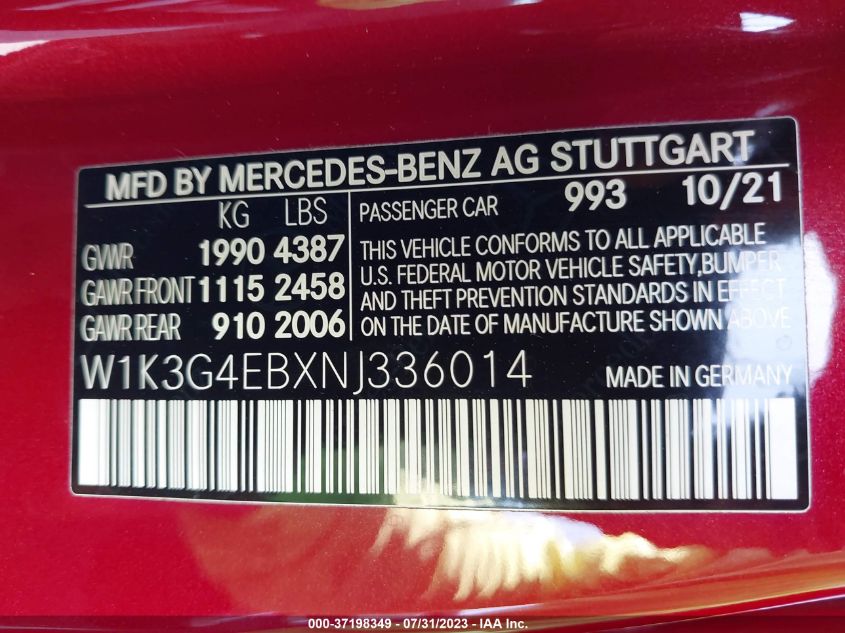 MFD BY MERCEDES-BENZ AG STUTTGART
KG LBS
GVWR 1990 4387
GAWR FRONT 1115 2458
GAWR REAR 910 2006
PASSENGER CAR 993 10/21
THIS VEHICLE CONFORMS TO ALL APPLICABLE
U.S. FEDERAL MOTOR VEHICLE SAFETY,BUMPER
AND THEFT PREVENTION STANDARDS IN EFFECT
ON THE DATE OF MANUFACTURE SHOWN ABOVE
W1K3G4EBXNJ336014 MADE IN GERMANY
000-37198349 - 07/31/2023 - IAA Inc.